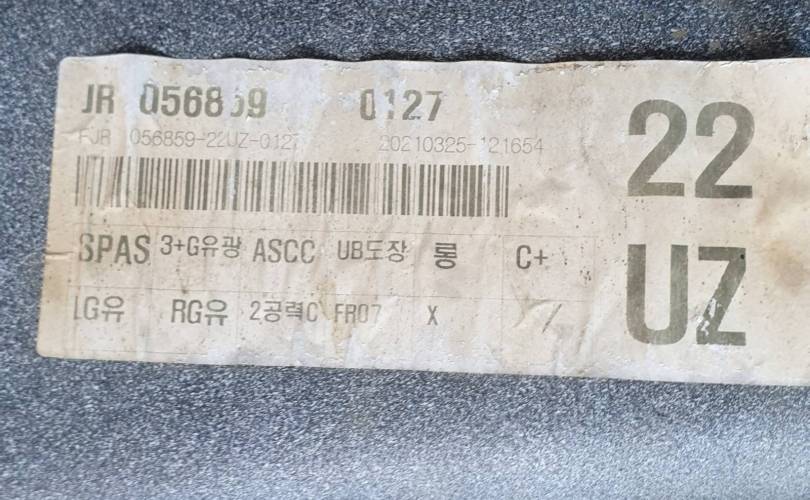 JR 056859 0127
FJR 056859-22UZ-0127 20210325-121654
22
SPAS 3+G유광 ASCC UB도장 롱 C+
UZ
LG유 RG유 2공력C FR07 X /